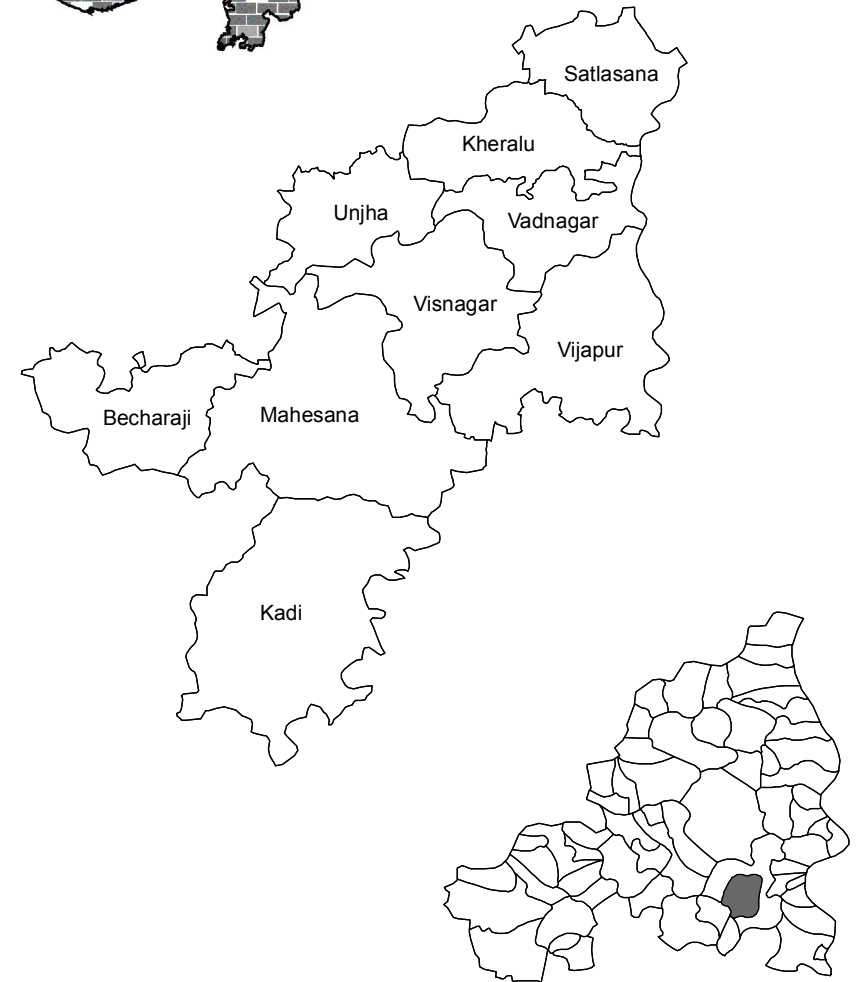 Satlasana
Kheralu
Unjha
Vadnagar
Visnagar
Vijapur
Becharaji
Mahesana
Kadi